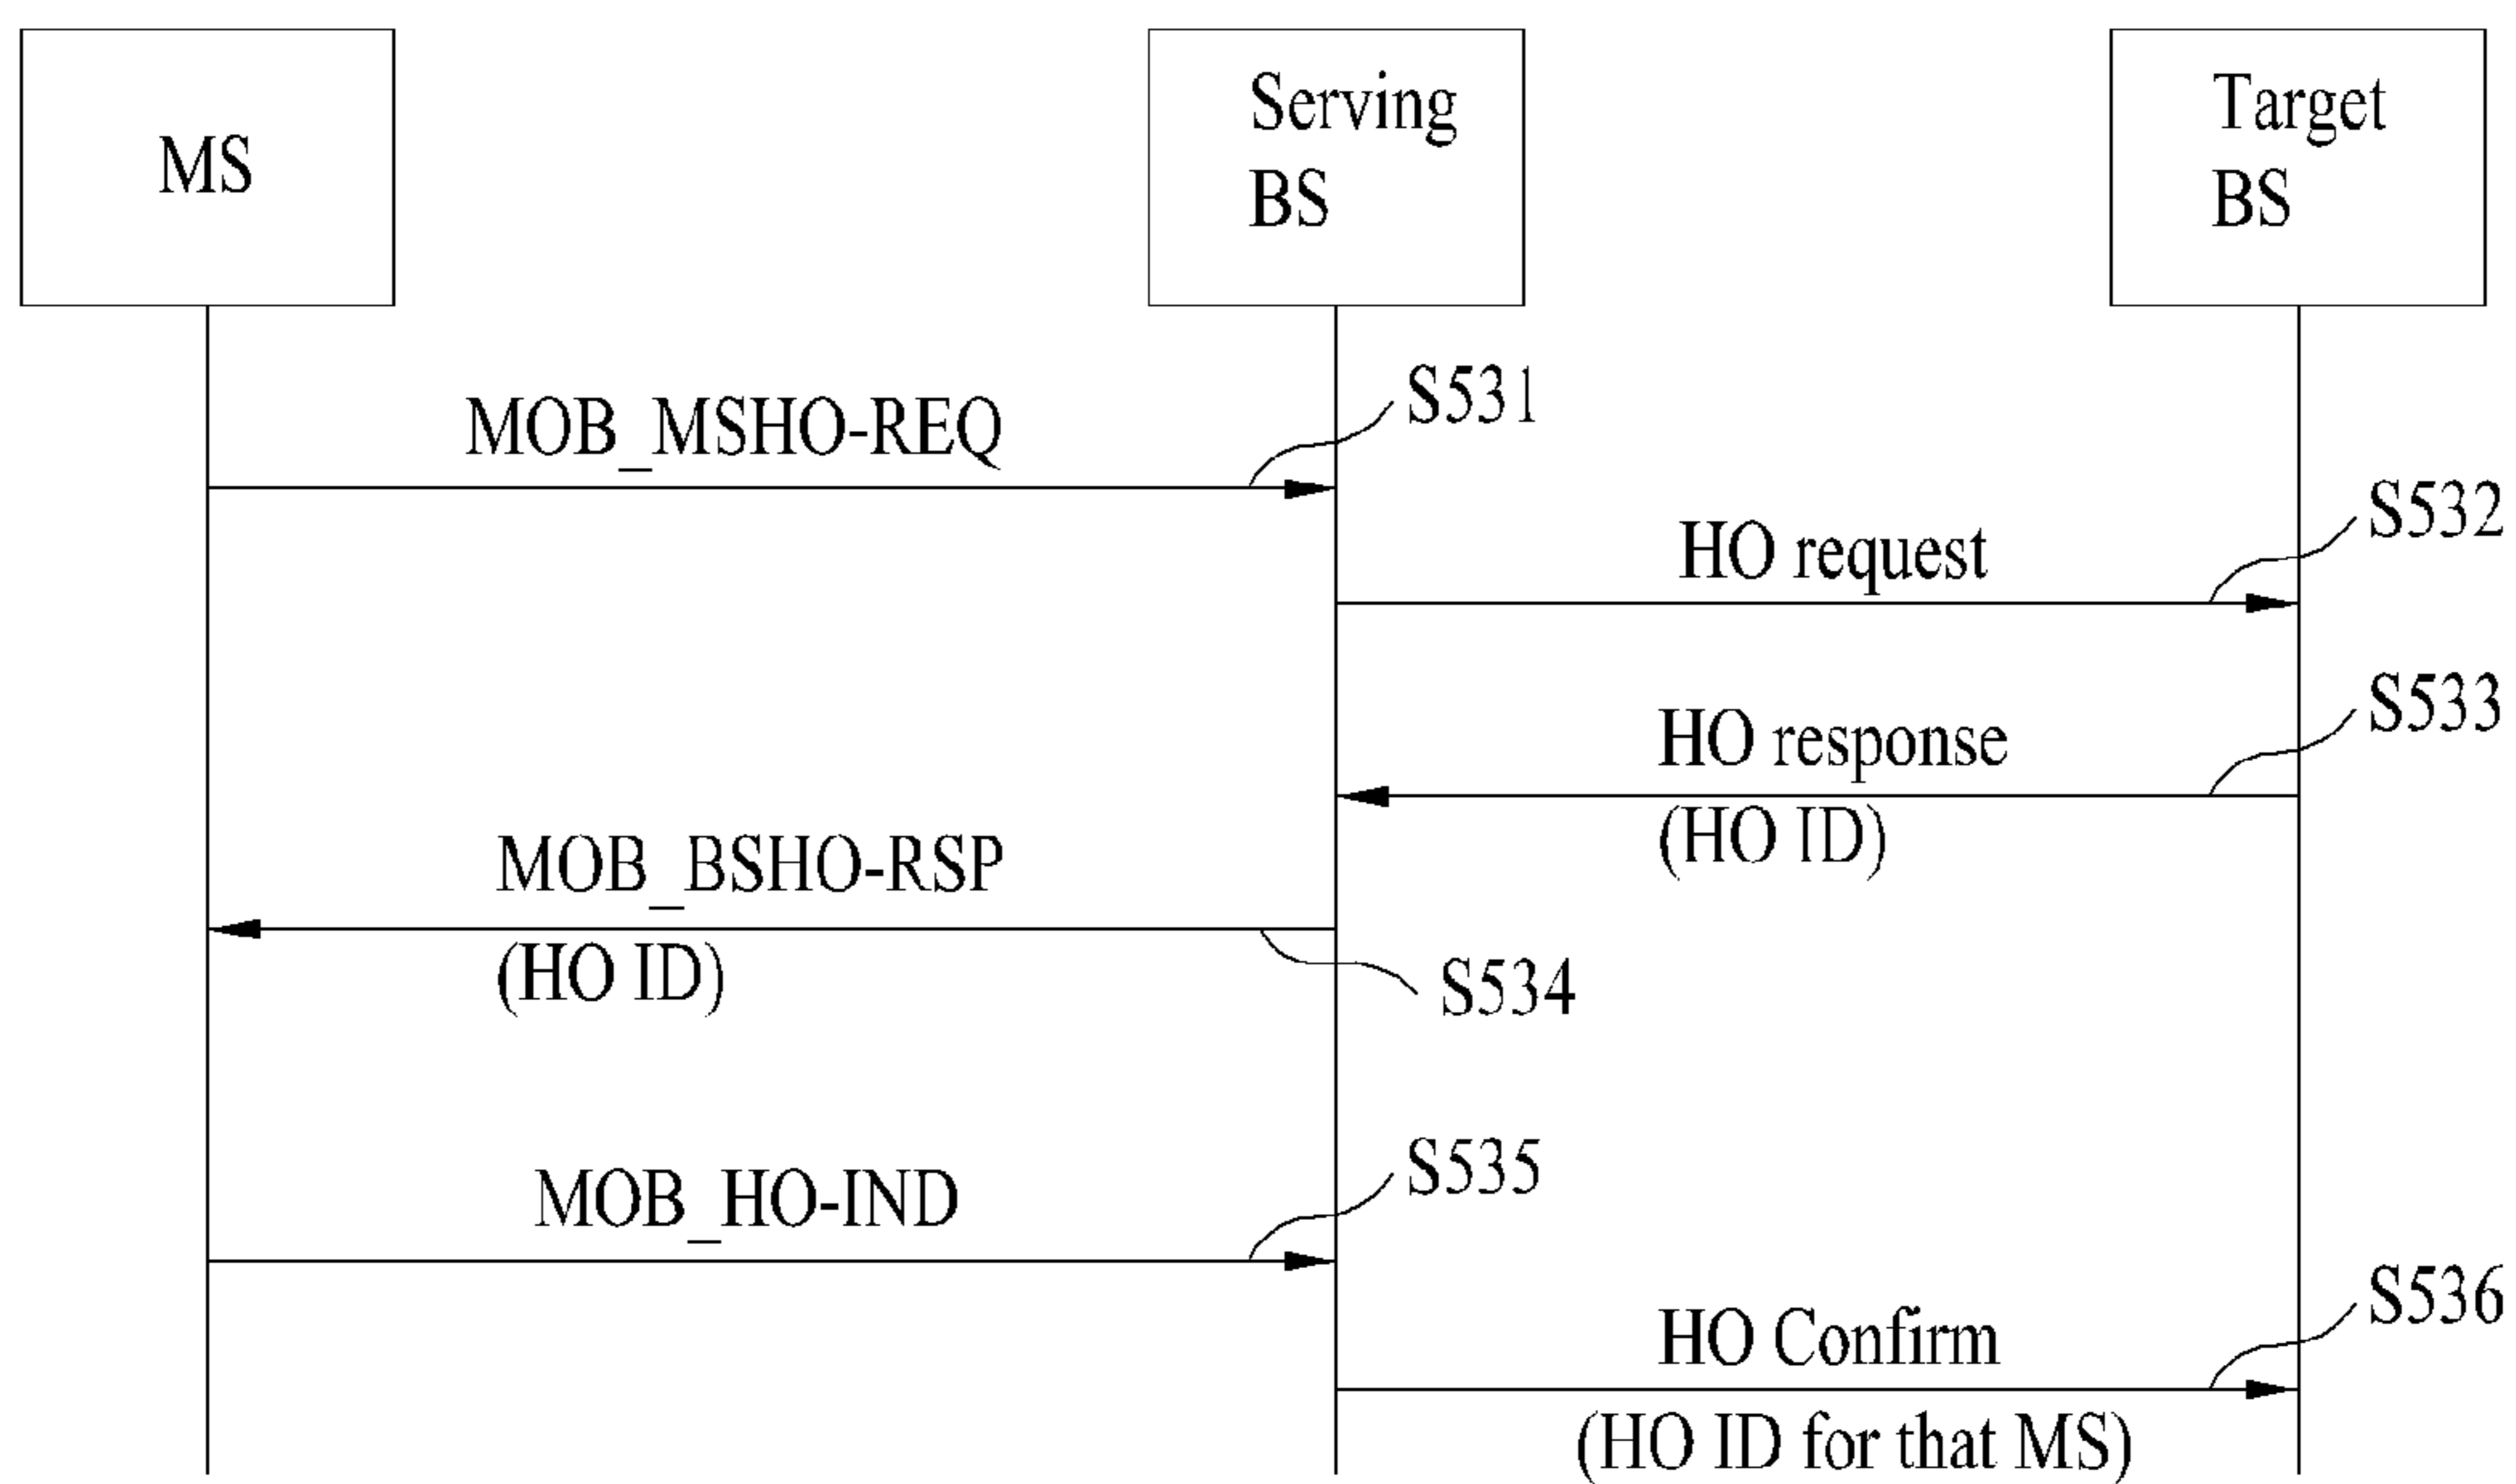 MS
Serving
BS
Target
BS
MOB_MSHO-REQ
S531
HO request
S532
HO response
(HO ID)
S533
MOB_BSHO-RSP
(HO ID)
S534
MOB_HO-IND
S535
HO Confirm
(HO ID for that MS)
S536